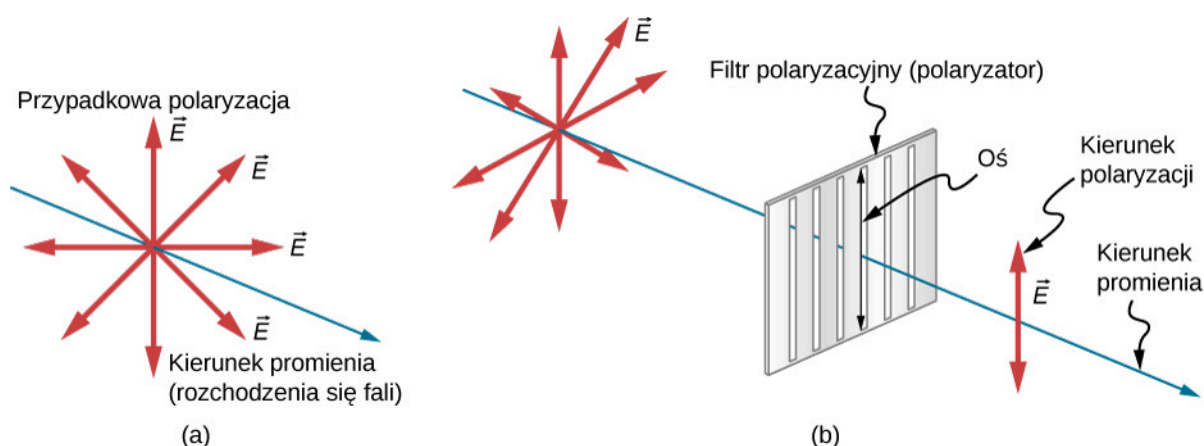 Przypadkowa polaryzacja
E
E
E
E
Kierunek promienia
(rozchodzenia się fali)
(a)
E
Filtr polaryzacyjny (polaryzator)
Oś
Kierunek
polaryzacji
Kierunek
promienia
E
(b)